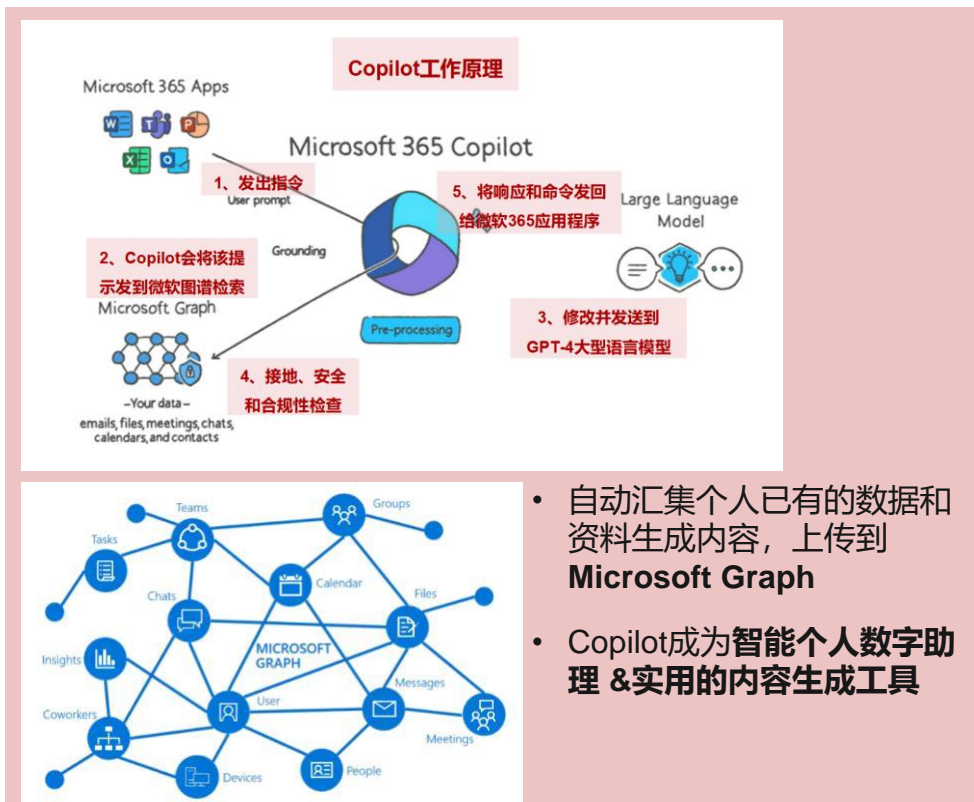 Copilot工作原理
Microsoft 365 Apps
W
T
P
X
O
Microsoft 365 Copilot
1、发出指令
User prompt
5、将响应和命令发回
给微软365应用程序
Large Language
Model
2、Copilot会将该提
示发到微软图谱检索
Grounding
Microsoft Graph
Pre-processing
3、修改并发送到
GPT-4大型语言模型
4、接地、安全
和合规性检查
–Your data–
emails, files, meetings, chats,
calendars, and contacts
Teams
Groups
Tasks
Calendar
Chats
Files
MICROSOFT
GRAPH
Insights
User
Messages
Coworkers
Meetings
Devices
People
• 自动汇集个人已有的数据和
资料生成内容，上传到
Microsoft Graph
• Copilot成为智能个人数字助
理 &实用的内容生成工具